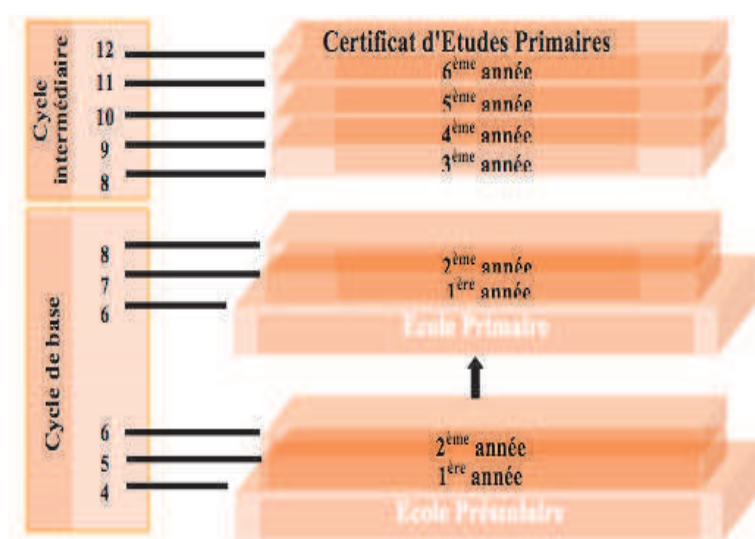 Cycle intermédiaire
12
11
10
9
8
Certificat d'Etudes Primaires
6ème année
5ème année
4ème année
3ème année
Cycle de base
8
7
6
2ème année
1ère année
Ecole Primaire
6
5
4
2ème année
1ère année
Ecole Préscolaire